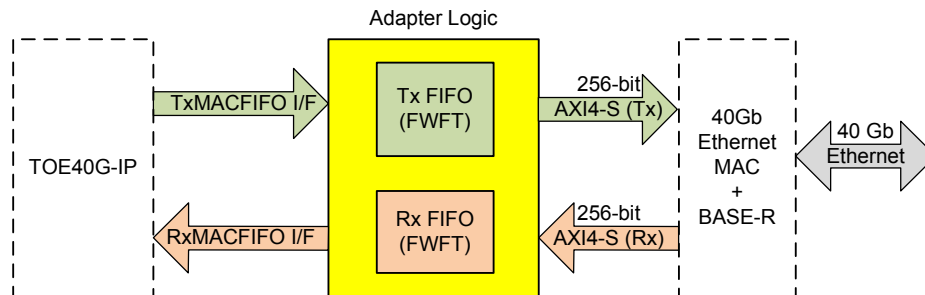 Adapter Logic
TOE40G-IP
TxMACFIFO I/F
RxMACFIFO I/F
Tx FIFO
(FWFT)
Rx FIFO
(FWFT)
256-bit
AXI4-S (Tx)
256-bit
AXI4-S (Rx)
40Gb
Ethernet
MAC
+
BASE-R
40 Gb
Ethernet